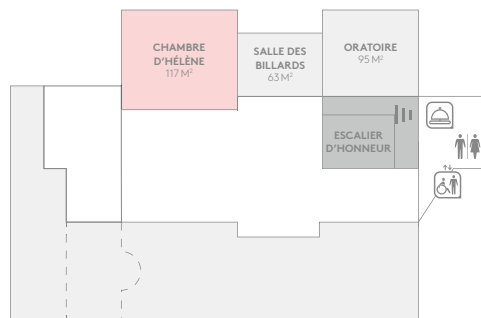 CHAMBRE
D'HÉLÈNE
117 M²
SALLE DES
BILLARDS
63 M²
ORATOIRE
95 M²
ESCALIER
D'HONNEUR